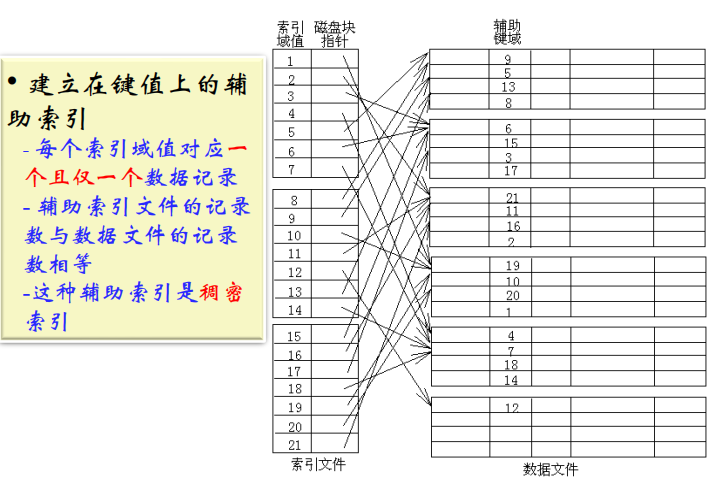 • 建立在键值上的辅
助索引
- 每个索引域值对应一
个且仅一个数据记录
- 辅助索引文件的记录
数与数据文件的记录
数相等
-这种辅助索引是稠密
索引
索引 磁盘块
域值 指针
1
2
3
4
5
6
7
8
9
10
11
12
13
14
15
16
17
18
19
20
21
索引文件
辅助
键域
9
5
13
8
6
15
3
17
21
11
16
2
19
10
20
1
4
7
18
14
12
数据文件